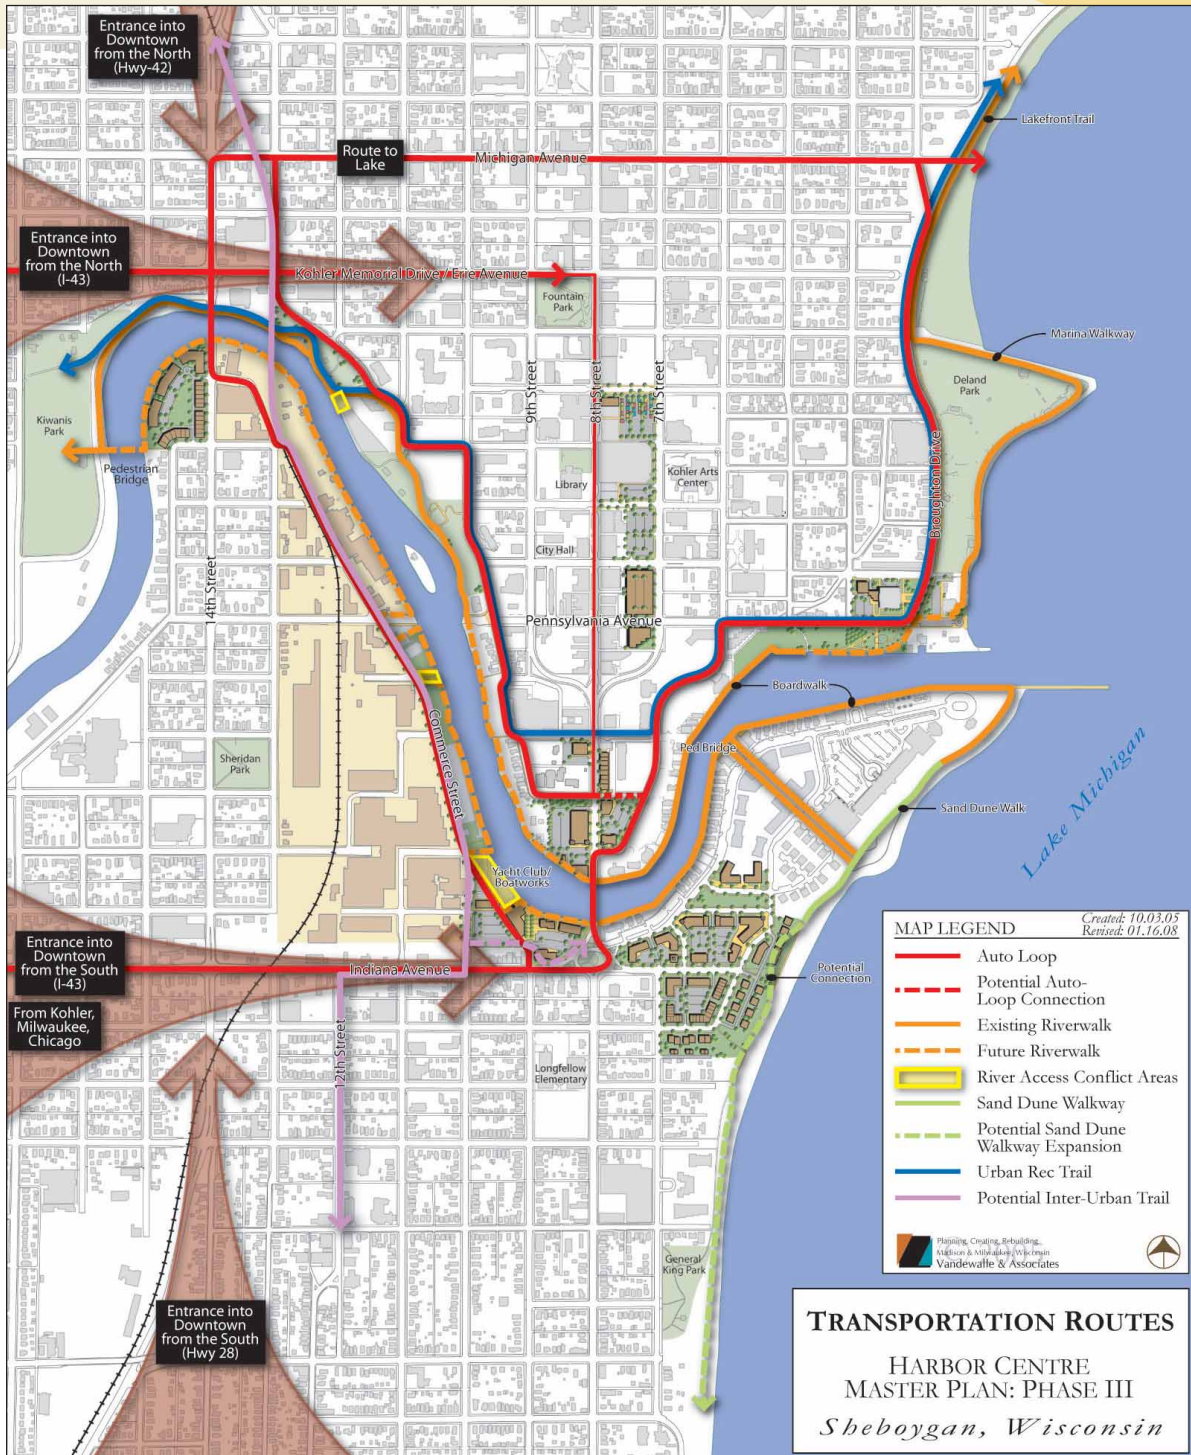 Entrance into
Downtown
from the North
(Hwy-42)
Lakefront Trail
Route to
Lake
Michigan Avenue
Entrance into
Downtown
from the North
(I-43)
Kohler Memorial Drive / Erie Avenue
Fountain
Park
Marina Walkway
9th Street
8th Street
7th Street
Deland
Park
Kiwanis
Park
Pedestrian
Bridge
Kohler Arts
Center
Library
Broughton Drive
City Hall
14th Street
Pennsylvania Avenue
Boardwalk
Commerce Street
Ped Bridge
Sheridan
Park
Lake Michigan
Sand Dune Walk
Yacht Club/
Boatworks
Entrance into
Downtown
from the South
(I-43)
Indiana Avenue
Potential
Connection
From Kohler,
Milwaukee,
Chicago
12th Street
Longfellow
Elementary
General
King Park
Entrance into
Downtown
from the South
(Hwy 28)
MAP LEGEND
Created: 10.03.05
Revised: 01.16.08
Auto Loop
Potential Auto-
Loop Connection
Existing Riverwalk
Future Riverwalk
River Access Conflict Areas
Sand Dune Walkway
Potential Sand Dune
Walkway Expansion
Urban Rec Trail
Potential Inter-Urban Trail
Planning, Creating, Rebuilding
Madison & Milwaukee, Wisconsin
Vandewalle & Associates
TRANSPORTATION ROUTES
HARBOR CENTRE
MASTER PLAN: PHASE III
Sheboygan, Wisconsin